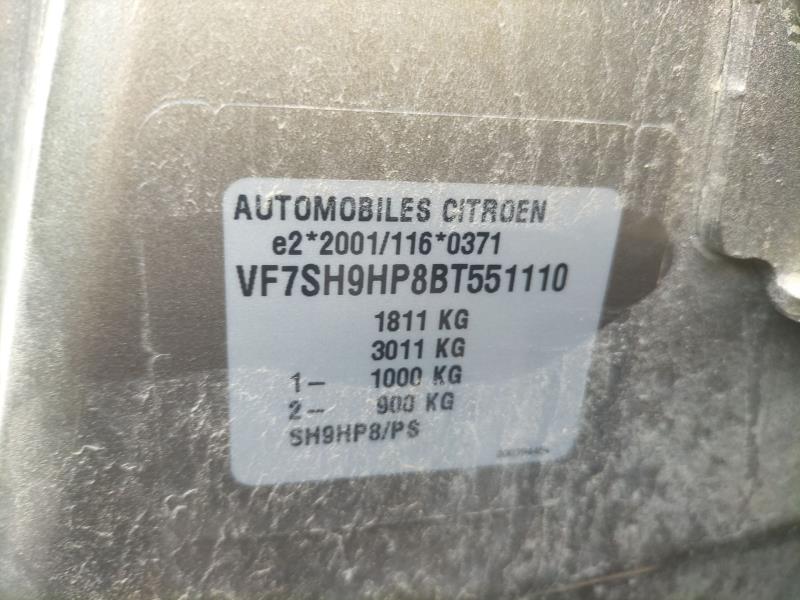 AUTOMOBILES CITROEN
e2*2001/116*0371
VF7SH9HP8BT551110
1811 KG
3011 KG
1– 1000 KG
2– 900 KG
SH9HP8/PS